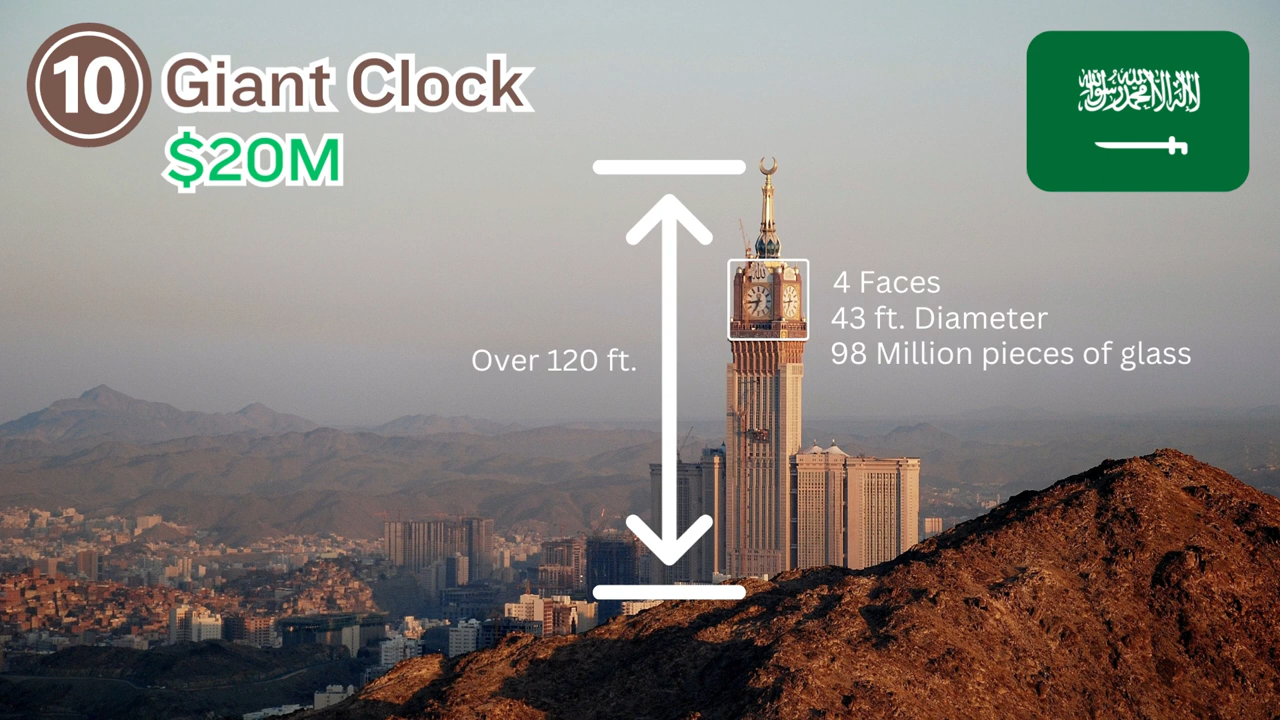 10
Giant Clock
$20M
لا إله إلا الله محمد رسول الله
Over 120 ft.
4 Faces
43 ft. Diameter
98 Million pieces of glass